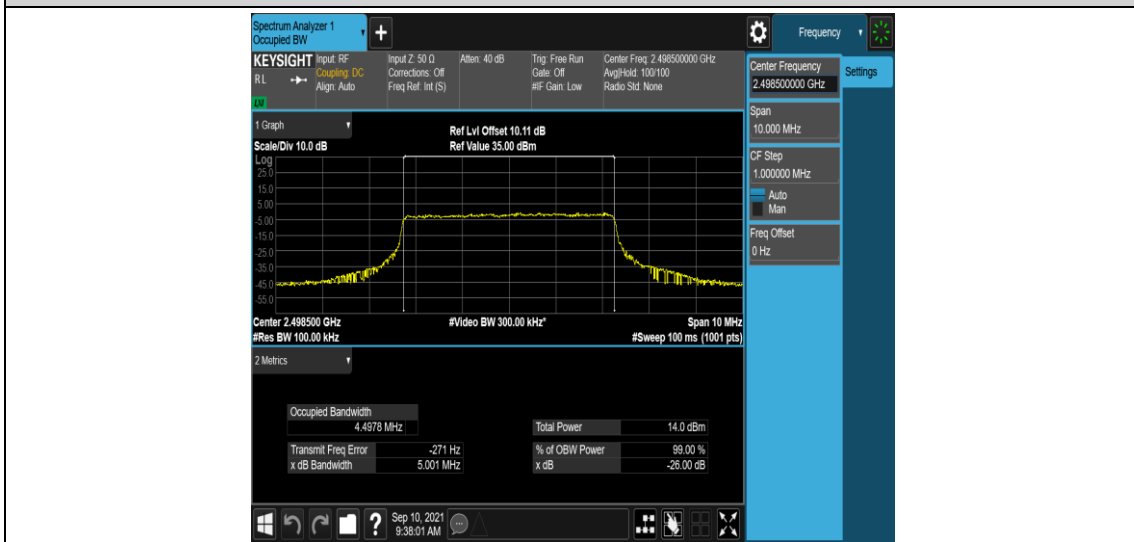 Spectrum Analyzer 1
Occupied BW
+
Frequency
KEYSIGHT
RL
Input: RF
Coupling: DC
Align: Auto
Input Z: 50 Ω
Corrections: Off
Freq Ref: Int (S)
Atten: 40 dB
Trig: Free Run
Gate: Off
#IF Gain: Low
Center Freq: 2.498500000 GHz
Avg|Hold: 100/100
Radio Std: None
Center Frequency
2.498500000 GHz
Settings
Span
10.000 MHz
CF Step
1.000000 MHz
Auto
Man
Freq Offset
0 Hz
1 Graph
Scale/Div 10.0 dB
Ref Lvl Offset 10.11 dB
Ref Value 35.00 dBm
Log
25.0
15.0
5.00
-5.00
-15.0
-25.0
-35.0
-45.0
-55.0
Center 2.498500 GHz
#Video BW 300.00 kHz*
Span 10 MHz
#Res BW 100.00 kHz
#Sweep 100 ms (1001 pts)
2 Metrics
Occupied Bandwidth
4.4978 MHz
Total Power 14.0 dBm
Transmit Freq Error -271 Hz
% of OBW Power 99.00 %
x dB Bandwidth 5.001 MHz
x dB -26.00 dB
?
Sep 10, 2021
9:38:01 AM